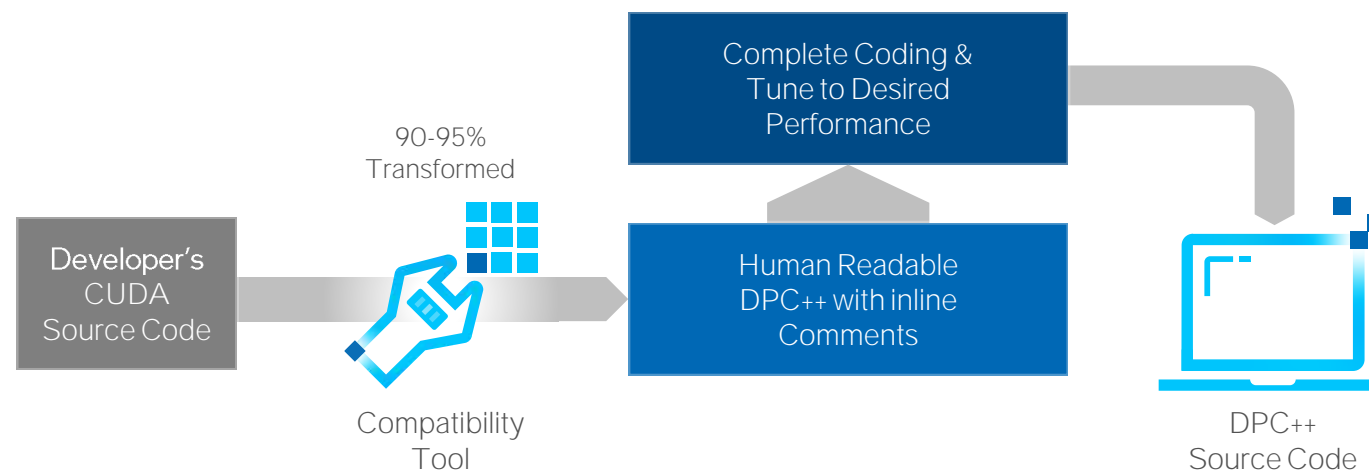 Developer's
CUDA
Source Code
90-95%
Transformed
Compatibility
Tool
Human Readable
DPC++ with inline
Comments
Complete Coding &
Tune to Desired
Performance
DPC++
Source Code